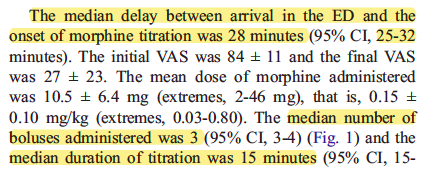 The median delay between arrival in the ED and the
onset of morphine titration was 28 minutes (95% CI, 25-32
minutes). The initial VAS was 84 ± 11 and the final VAS
was 27 ± 23. The mean dose of morphine administered
was 10.5 ± 6.4 mg (extremes, 2-46 mg), that is, 0.15 ±
0.10 mg/kg (extremes, 0.03-0.80). The median number of
boluses administered was 3 (95% CI, 3-4) (Fig. 1) and the
median duration of titration was 15 minutes (95% CI, 15-